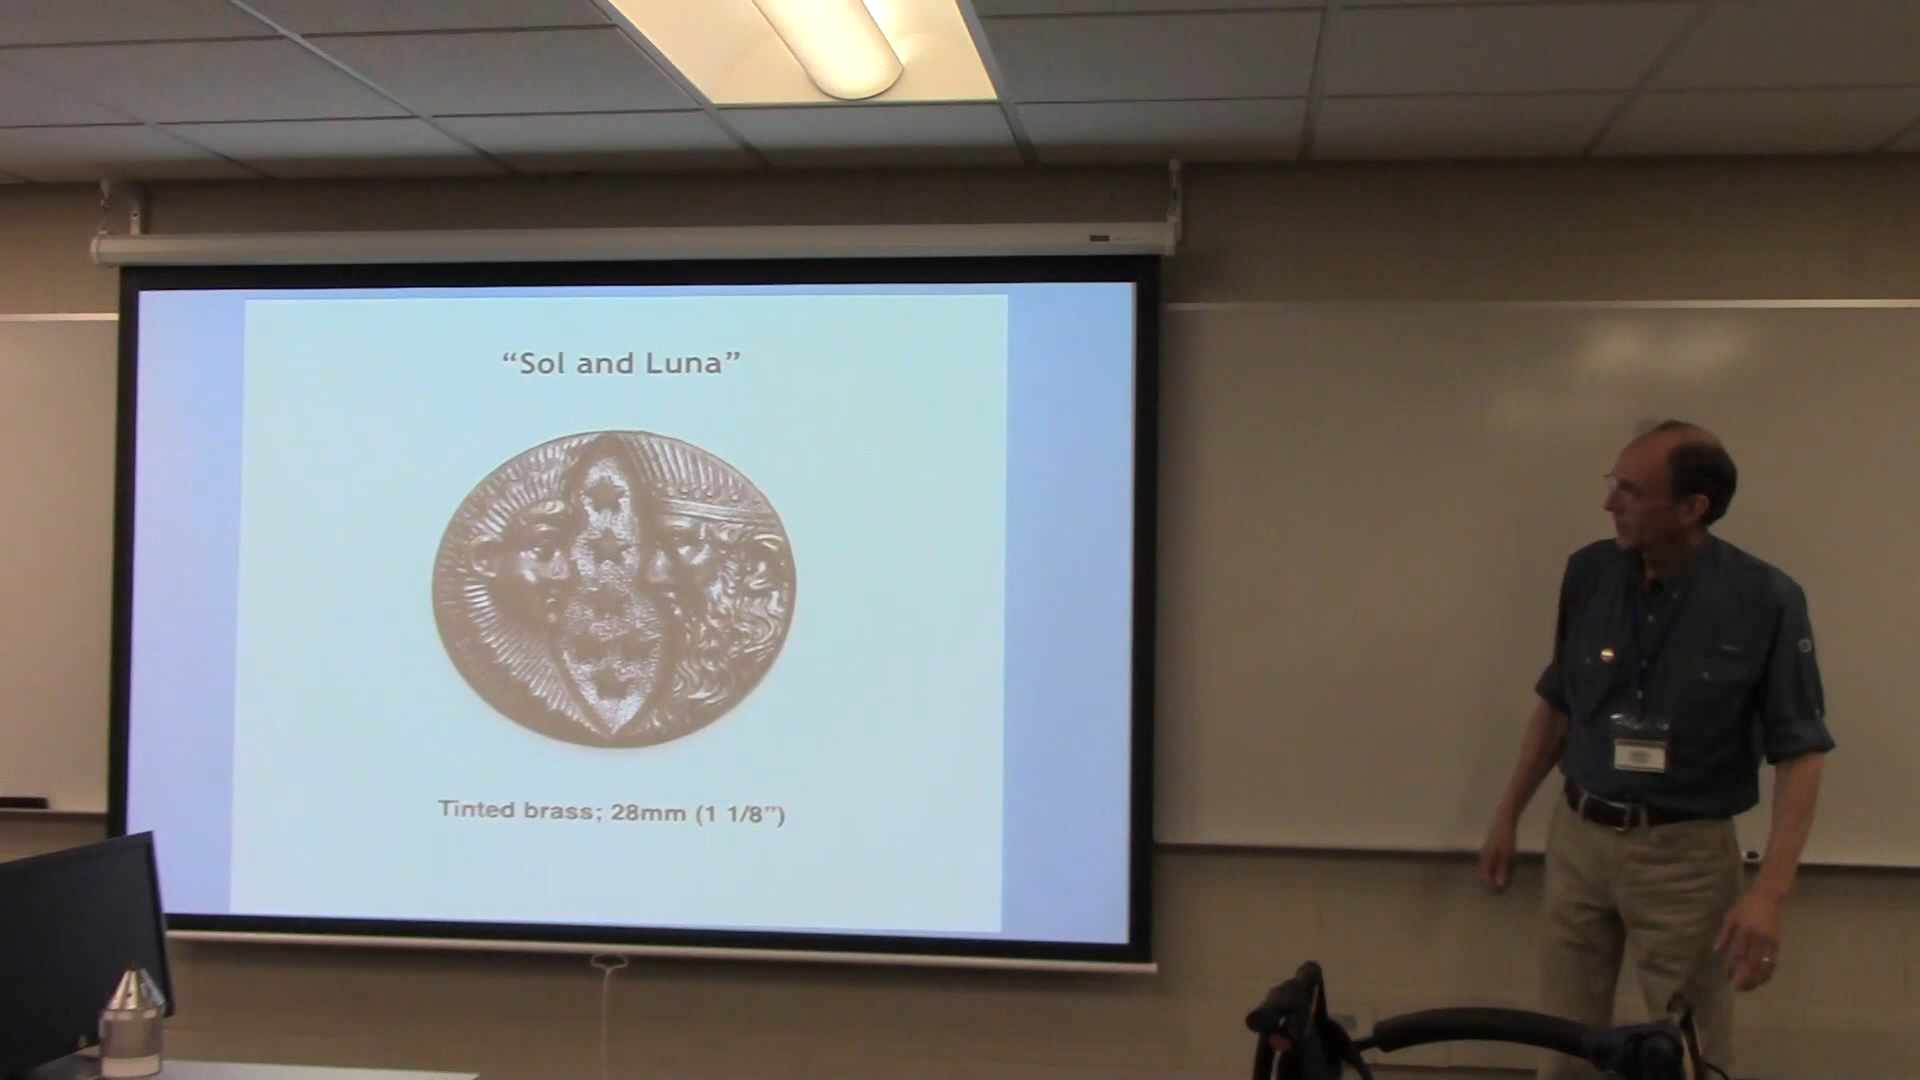 “Sol and Luna”
Tinted brass; 28mm (1 1/8”)